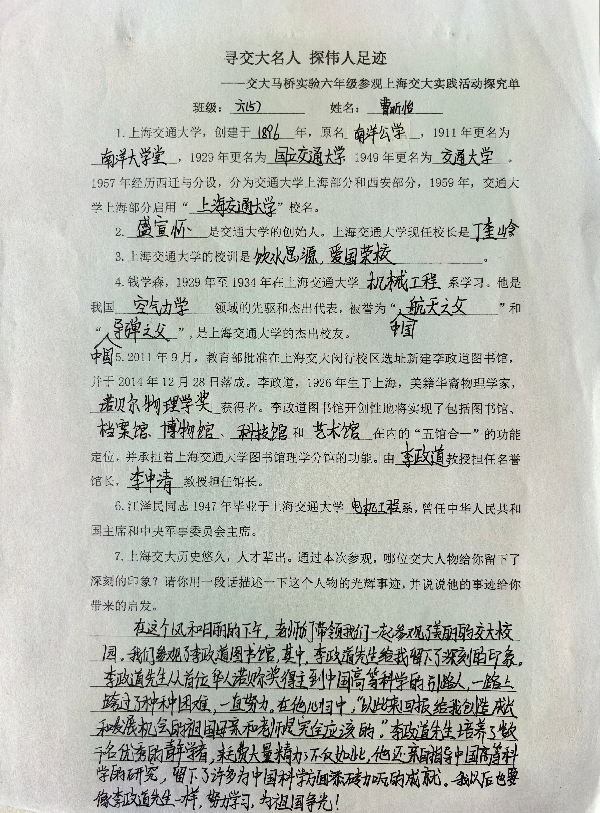 寻交大名人 探伟人足迹
——交大马桥实验六年级参观上海交大实践活动探究单
班级: 六(5) 姓名: 曹昕怡
1.上海交通大学，创建于 1896 年，原名 南洋公学，1911 年更名为
南洋大学堂，1929 年更名为 国立交通大学 1949 年更名为 交通大学。
1957 年经历西迁与分设，分为交通大学上海部分和西安部分，1959 年，交通大
学上海部分启用“上海交通大学”校名。
2. 盛宣怀 是交通大学的创始人。上海交通大学现任校长是 丁奎岭
3.上海交通大学的校训是 饮水思源，爱国荣校。
4.钱学森，1929 年至 1934 年在上海交通大学 机械工程 系学习。他是
我国 空气力学 领域的先驱和杰出代表，被誉为“中国航天之父”和
“中国导弹之父”，是上海交通大学的杰出校友。
5.2011 年 9 月，教育部批准在上海交大闵行校区选址新建李政道图书馆，
并于 2014 年 12 月 28 日落成。李政道，1926 年生于上海，美籍华裔物理学家，
诺贝尔物理学奖 获得者。李政道图书馆开创性地将实现了包括图书馆、
档案馆、博物馆、科技馆 和 艺术馆 在内的“五馆合一”的功能
定位，并承担着上海交通大学图书馆理学分馆的功能。由 李政道 教授担任名誉
馆长，李中清 教授担任馆长。
6.江泽民同志 1947 年毕业于上海交通大学 电机工程 系，曾任中华人民共和
国主席和中央军事委员会主席。
7.上海交大历史悠久，人才辈出。通过本次参观，哪位交大人物给你留下了
深刻的印象？请你用一段话描述一下这个人物的光辉事迹，并说说他的事迹给你
带来的启发。
在这个风和日丽的下午，老师们带领我们一起参观了美丽的交大校
园。我们参观了李政道图书馆，其中，李政道先生给我留下了深刻的印象。
李政道先生从首位华人诺贝奖得主到中国高等科学的引路人，一路上
跨过了种种困难，一直努力，在他心归中，“以此来回报给我创造成长
和发展机会的祖国母亲和老师是完全应该的。”李政道先生培养了数
千名优秀的青年学者，耗费大量精力；不仅如此，他还亲自指导中国高等科
学的研究，留下了许多为中国科学方面添砖加瓦的成就。我以后也要
像李政道先生一样，努力学习，为祖国争光！